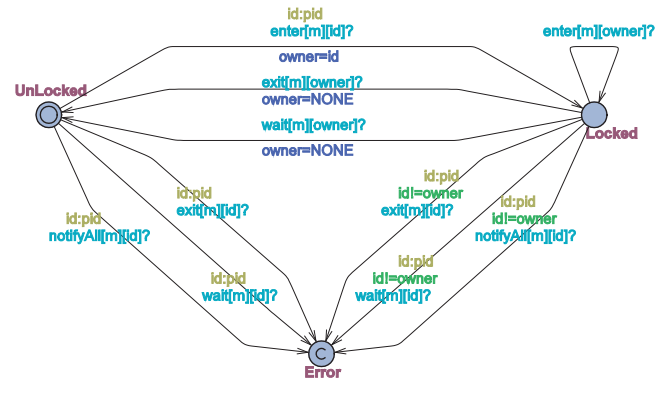 id:pid
enter[m][id]?
enter[m][owner]?
owner=id
exit[m][owner]?
UnLocked
owner=NONE
wait[m][owner]?
Locked
owner=NONE
id:pid
id!=owner
exit[m][id]?
id:pid
exit[m][id]?
id:pid
id!=owner
notifyAll[m][id]?
id:pid
notifyAll[m][id]?
id:pid
id!=owner
wait[m][id]?
id:pid
wait[m][id]?
C
Error